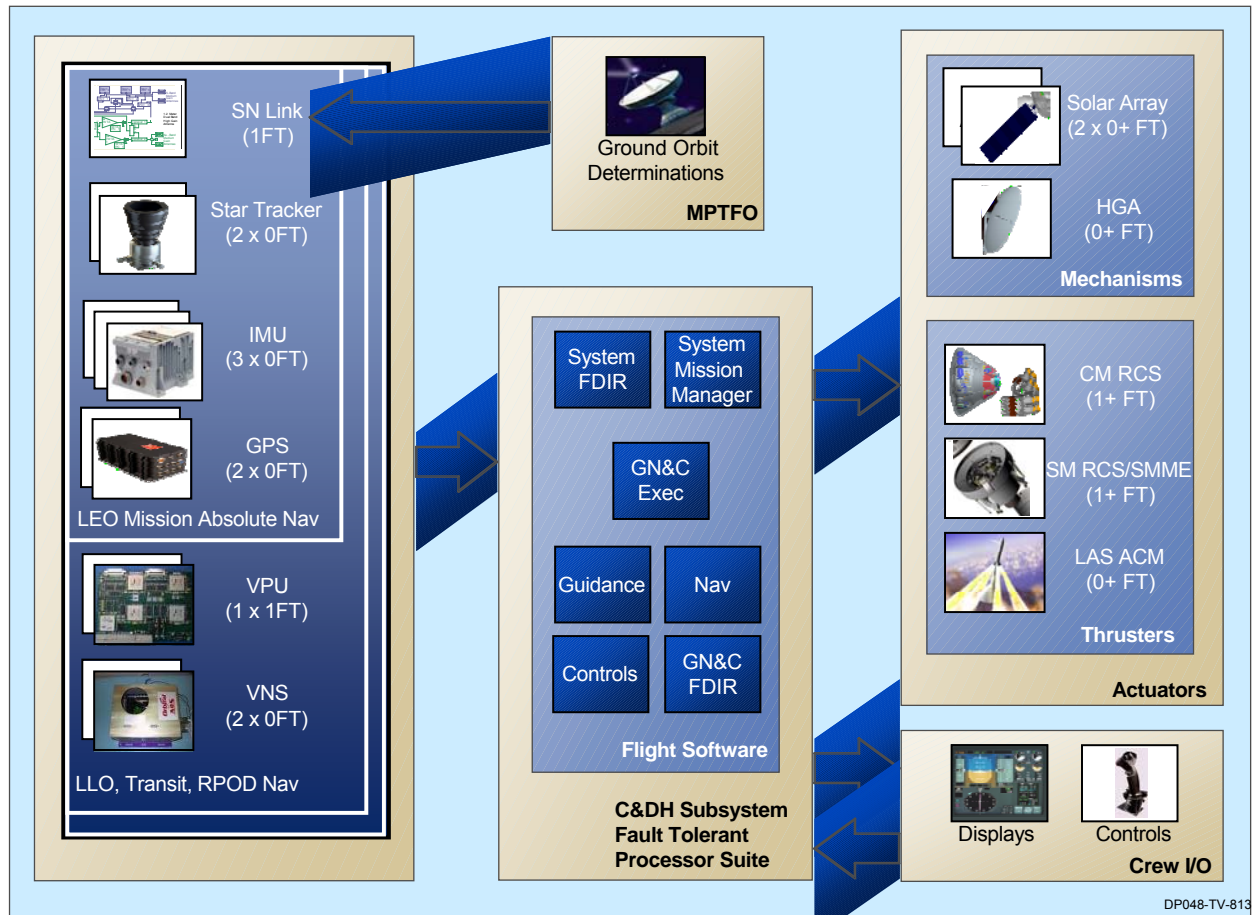 SN Link
(1FT)
Star Tracker
(2 x 0FT)
IMU
(3 x 0FT)
GPS
(2 x 0FT)
LEO Mission Absolute Nav
VPU
(1 x 1FT)
VNS
(2 x 0FT)
LLO, Transit, RPOD Nav
Ground Orbit
Determinations
MPTFO
System
FDIR
System
Mission
Manager
GN&C
Exec
Guidance
Nav
Controls
GN&C
FDIR
Flight Software
C&DH Subsystem
Fault Tolerant
Processor Suite
Solar Array
(2 x 0+ FT)
HGA
(0+ FT)
Mechanisms
CM RCS
(1+ FT)
SM RCS/SMME
(1+ FT)
LAS ACM
(0+ FT)
Thrusters
Actuators
Displays
Controls
Crew I/O
DP048-TV-813